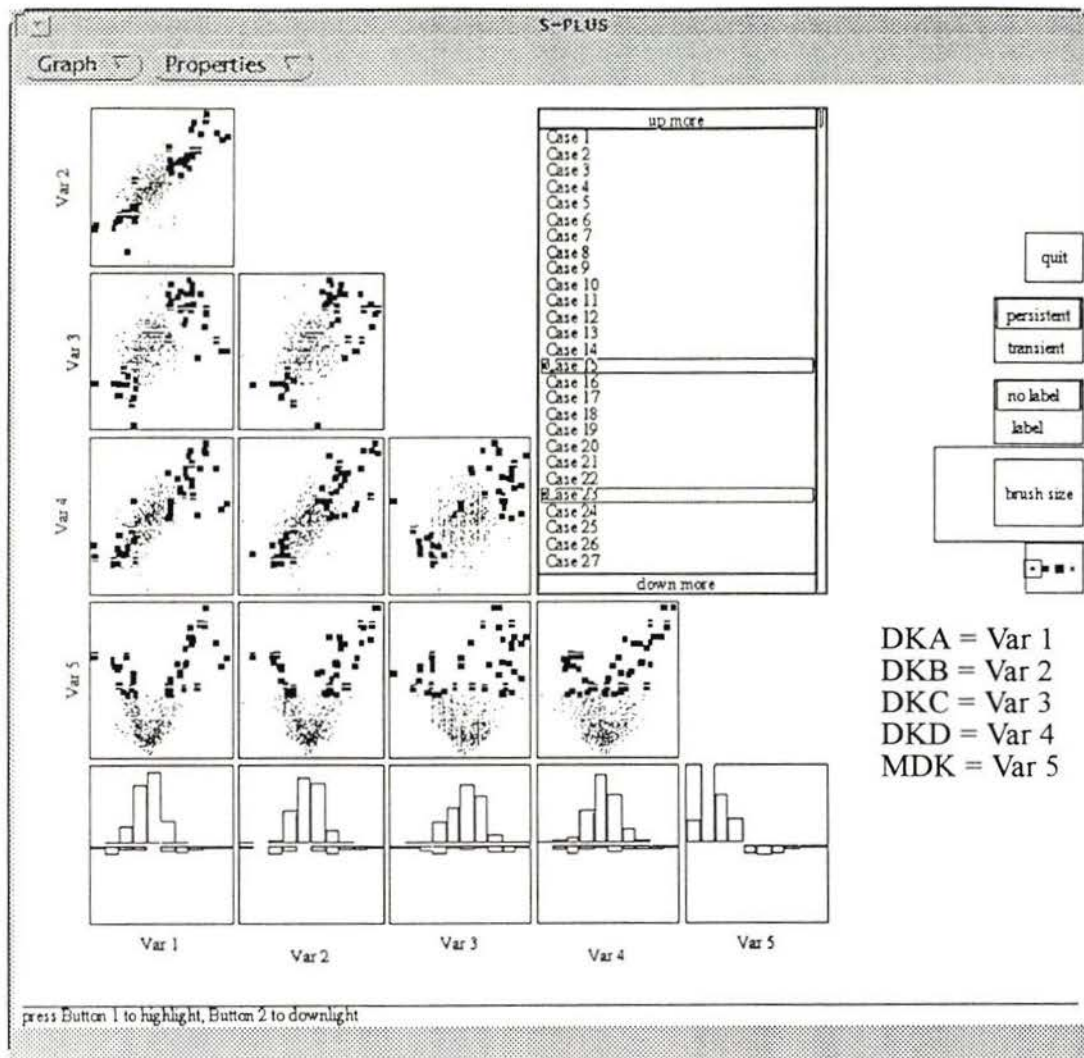 S-PLUS
Graph
Properties
Var 2
Var 3
Var 4
Var 5
up more
Case 1
Case 2
Case 3
Case 4
Case 5
Case 6
Case 7
Case 8
Case 9
Case 10
Case 11
Case 12
Case 13
Case 14
Case 15
Case 16
Case 17
Case 18
Case 19
Case 20
Case 21
Case 22
Case 23
Case 24
Case 25
Case 26
Case 27
down more
quit
persistent
transient
no label
label
brush size
DKA = Var 1
DKB = Var 2
DKC = Var 3
DKD = Var 4
MDK = Var 5
Var 1
Var 2
Var 3
Var 4
Var 5
press Button 1 to highlight, Button 2 to downlight